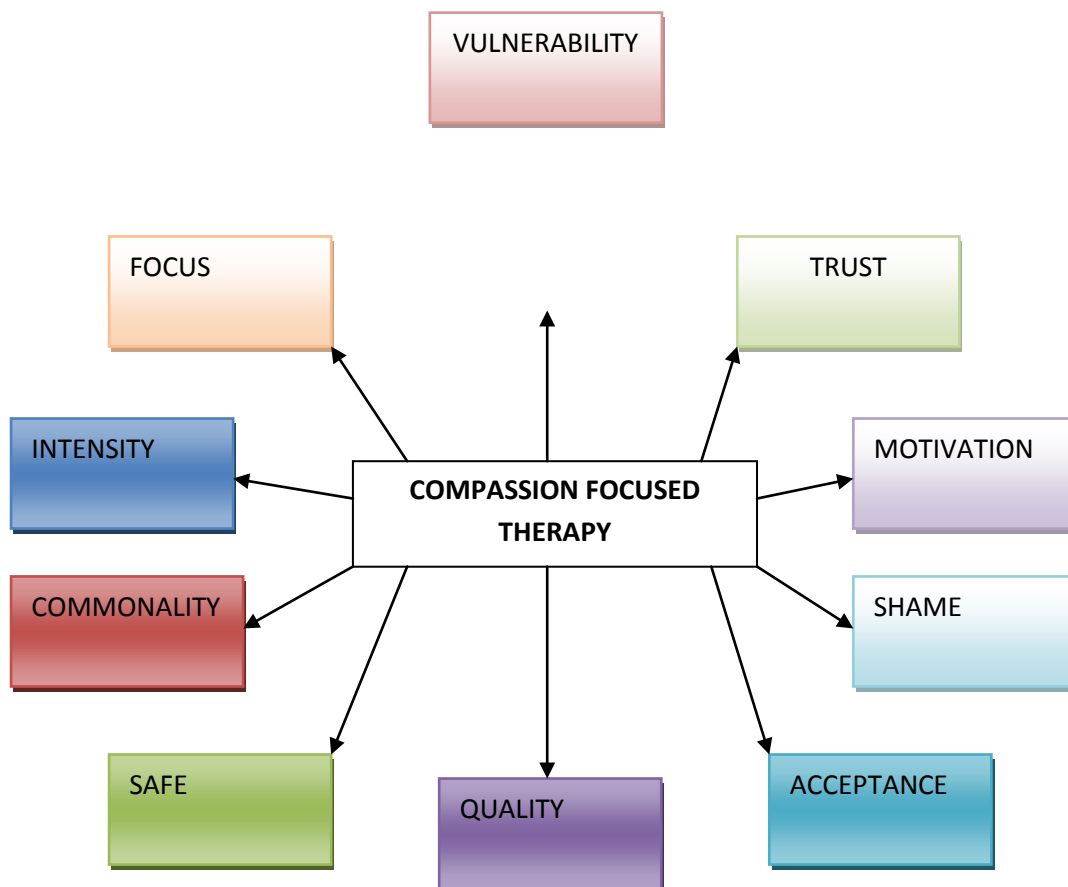 VULNERABILITY
FOCUS
TRUST
INTENSITY
MOTIVATION
COMPASSION FOCUSED
THERAPY
COMMONALITY
SHAME
SAFE
QUALITY
ACCEPTANCE